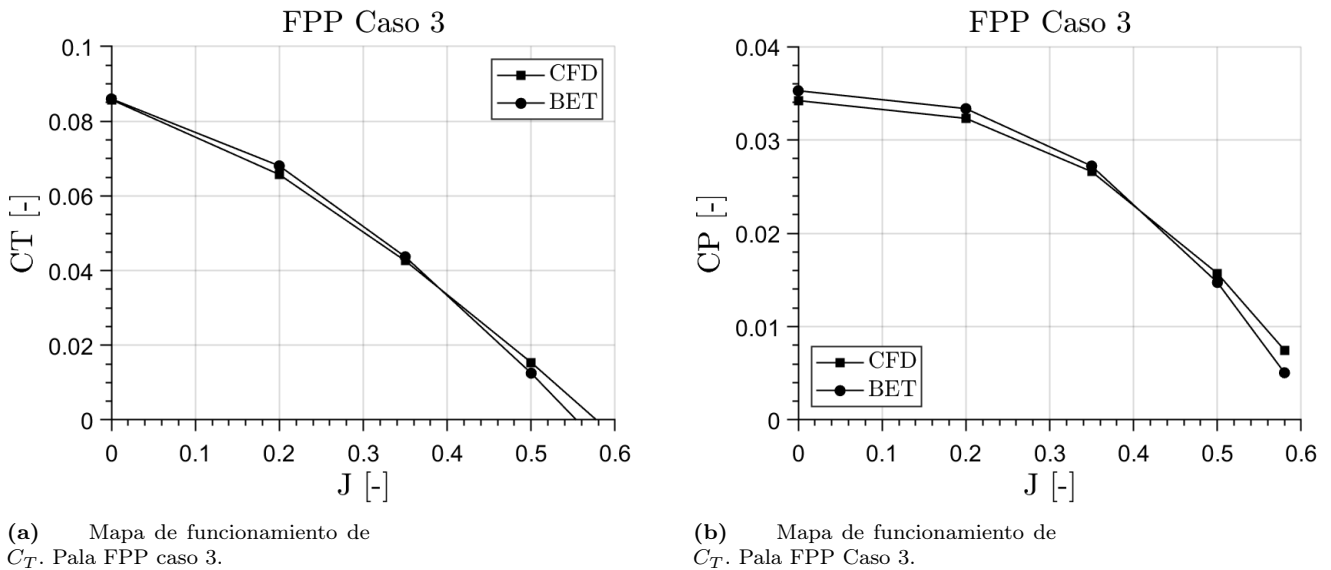 FPP Caso 3
0.1
0.08
0.06
0.04
0.02
0
CT [-]
CFD
BET
0
0.1
0.2
0.3
0.4
0.5
0.6
J [-]
(a) Mapa de funcionamiento de
C_T. Pala FPP caso 3.
FPP Caso 3
0.04
0.03
0.02
0.01
0
CP [-]
CFD
BET
0
0.1
0.2
0.3
0.4
0.5
0.6
J [-]
(b) Mapa de funcionamiento de
C_T. Pala FPP Caso 3.